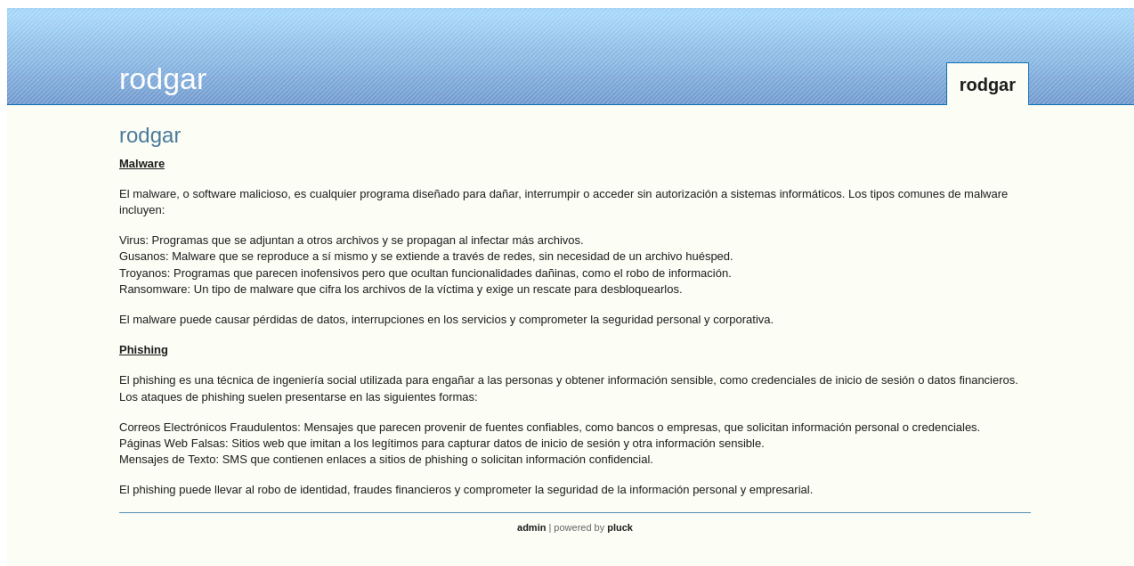 rodgar
rodgar
rodgar
Malware
El malware, o software malicioso, es cualquier programa diseñado para dañar, interrumpir o acceder sin autorización a sistemas informáticos. Los tipos comunes de malware
incluyen:
Virus: Programas que se adjuntan a otros archivos y se propagan al infectar más archivos.
Gusanos: Malware que se reproduce a sí mismo y se extiende a través de redes, sin necesidad de un archivo huésped.
Troyanos: Programas que parecen inofensivos pero que ocultan funcionalidades dañinas, como el robo de información.
Ransomware: Un tipo de malware que cifra los archivos de la víctima y exige un rescate para desbloquearlos.
El malware puede causar pérdidas de datos, interrupciones en los servicios y comprometer la seguridad personal y corporativa.
Phishing
El phishing es una técnica de ingeniería social utilizada para engañar a las personas y obtener información sensible, como credenciales de inicio de sesión o datos financieros.
Los ataques de phishing suelen presentarse en las siguientes formas:
Correos Electrónicos Fraudulentos: Mensajes que parecen provenir de fuentes confiables, como bancos o empresas, que solicitan información personal o credenciales.
Páginas Web Falsas: Sitios web que imitan a los legítimos para capturar datos de inicio de sesión y otra información sensible.
Mensajes de Texto: SMS que contienen enlaces a sitios de phishing o solicitan información confidencial.
El phishing puede llevar al robo de identidad, fraudes financieros y comprometer la seguridad de la información personal y empresarial.
admin | powered by pluck